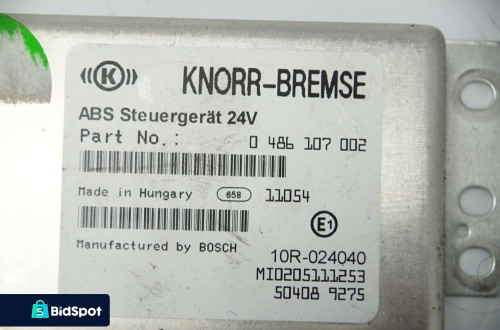 ((K)) KNORR-BREMSE
ABS Steuergerät 24V
Part No.: 0 486 107 002
Made in Hungary 658 11054
E1
Manufactured by BOSCH
10R-024040
MI0205111253
50408 9275
S BidSpot